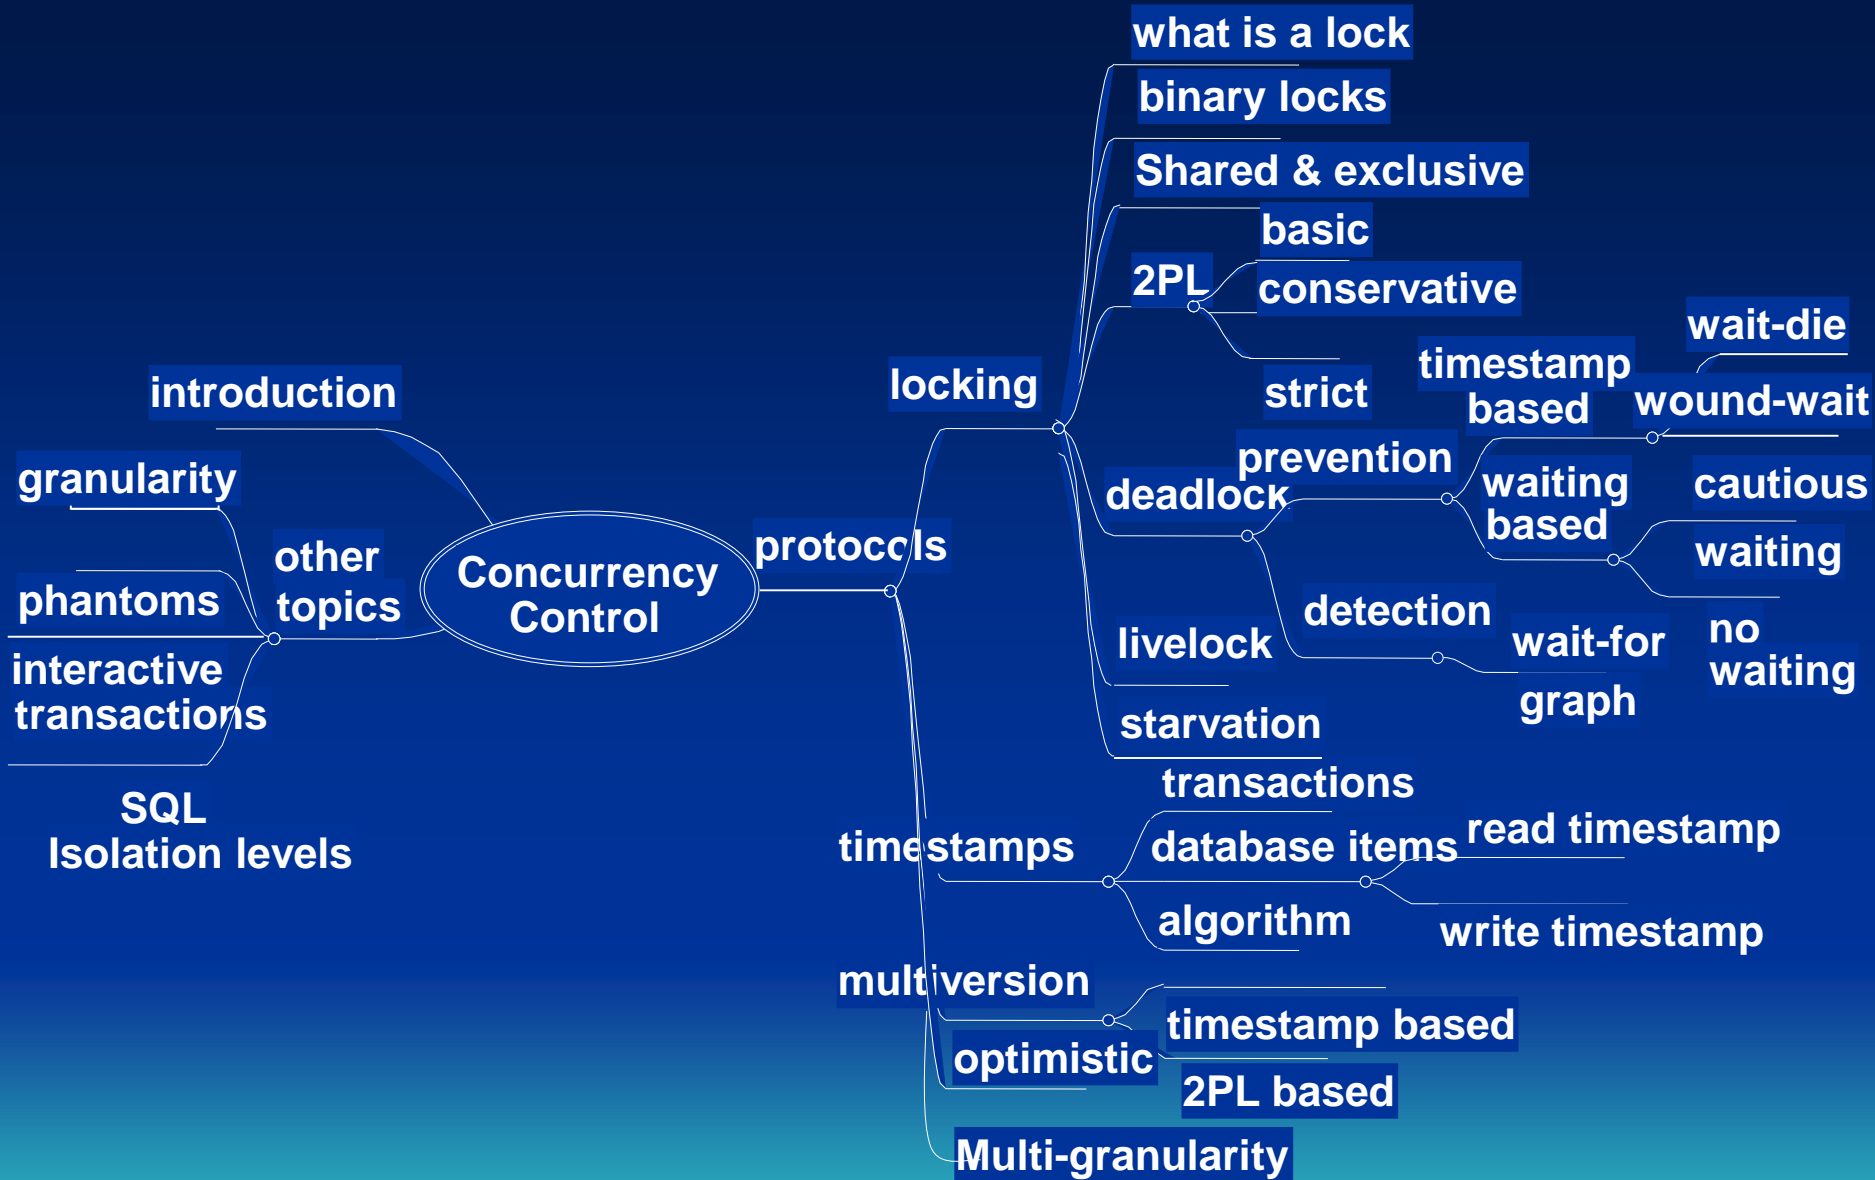 what is a lock
binary locks
Shared & exclusive
basic
2PL
conservative
strict
wait-die
timestamp
based
wound-wait
locking
introduction
prevention
deadlock
waiting
based
cautious
waiting
no
waiting
granularity
other
topics
phantoms
interactive
transactions
SQL
Isolation levels
Concurrency
Control
protocols
detection
wait-for
graph
livelock
starvation
transactions
timestamps
database items
read timestamp
algorithm
write timestamp
multiversion
timestamp based
optimistic
2PL based
Multi-granularity